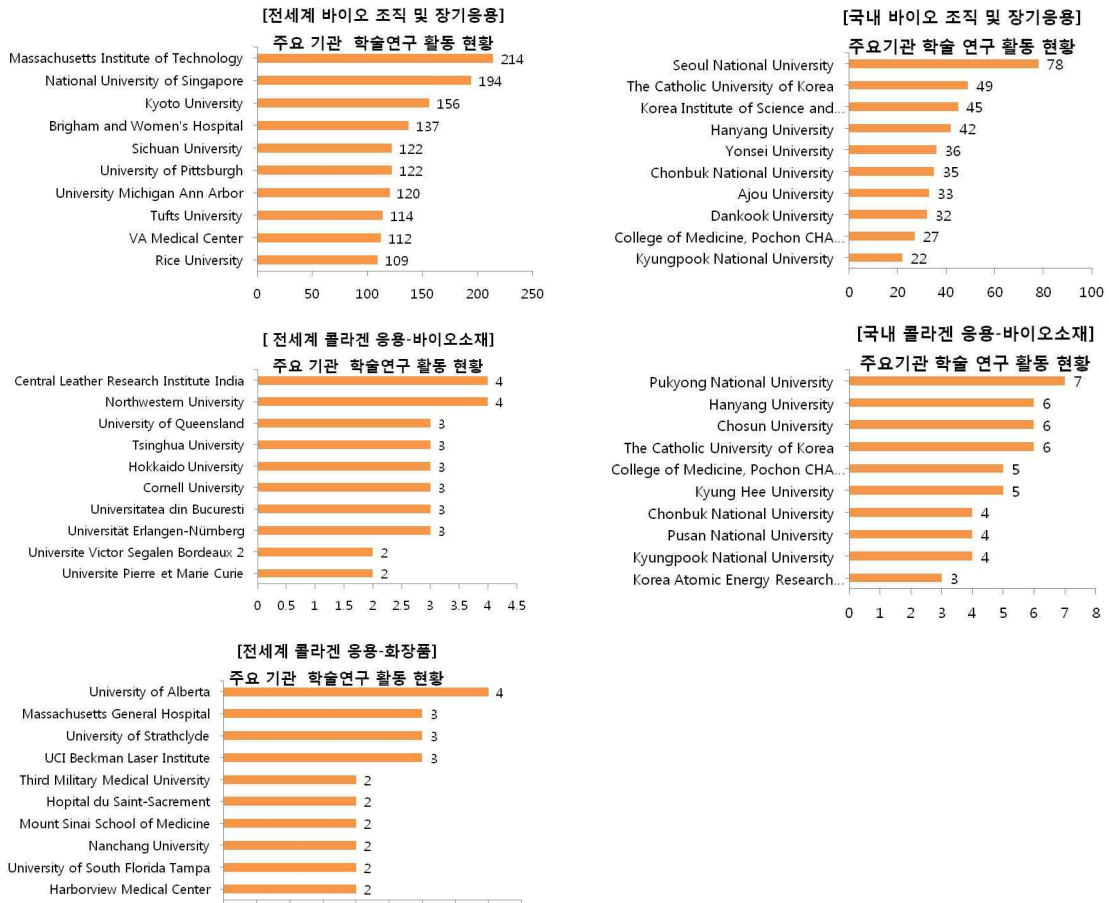 [전세계 바이오 조직 및 장기응용]
주요 기관 학술연구 활동 현황
Massachusetts Institute of Technology 214
National University of Singapore 194
Kyoto University 156
Brigham and Women's Hospital 137
Sichuan University 122
University of Pittsburgh 122
University Michigan Ann Arbor 120
Tufts University 114
VA Medical Center 112
Rice University 109
0 50 100 150 200 250
[국내 바이오 조직 및 장기응용]
주요기관 학술 연구 활동 현황
Seoul National University 78
The Catholic University of Korea 49
Korea Institute of Science and... 45
Hanyang University 42
Yonsei University 36
Chonbuk National University 35
Ajou University 33
Dankook University 32
College of Medicine, Pochon CHA... 27
Kyungpook National University 22
0 20 40 60 80 100
[ 전세계 콜라겐 응용-바이오소재]
주요 기관 학술연구 활동 현황
Central Leather Research Institute India 4
Northwestern University 4
University of Queensland 3
Tsinghua University 3
Hokkaido University 3
Cornell University 3
Universitatea din Bucuresti 3
Universität Erlangen-Nürnberg 3
Universite Victor Segalen Bordeaux 2 2
Universite Pierre et Marie Curie 2
0 0.5 1 1.5 2 2.5 3 3.5 4 4.5
[국내 콜라겐 응용-바이오소재]
주요기관 학술 연구 활동 현황
Pukyong National University 7
Hanyang University 6
Chosun University 6
The Catholic University of Korea 6
College of Medicine, Pochon CHA... 5
Kyung Hee University 5
Chonbuk National University 4
Pusan National University 4
Kyungpook National University 4
Korea Atomic Energy Research... 3
0 1 2 3 4 5 6 7 8
[전세계 콜라겐 응용-화장품]
주요 기관 학술연구 활동 현황
University of Alberta 4
Massachusetts General Hospital 3
University of Strathclyde 3
UCI Beckman Laser Institute 3
Third Military Medical University 2
Hopital du Saint-Sacrement 2
Mount Sinai School of Medicine 2
Nanchang University 2
University of South Florida Tampa 2
Harborview Medical Center 2